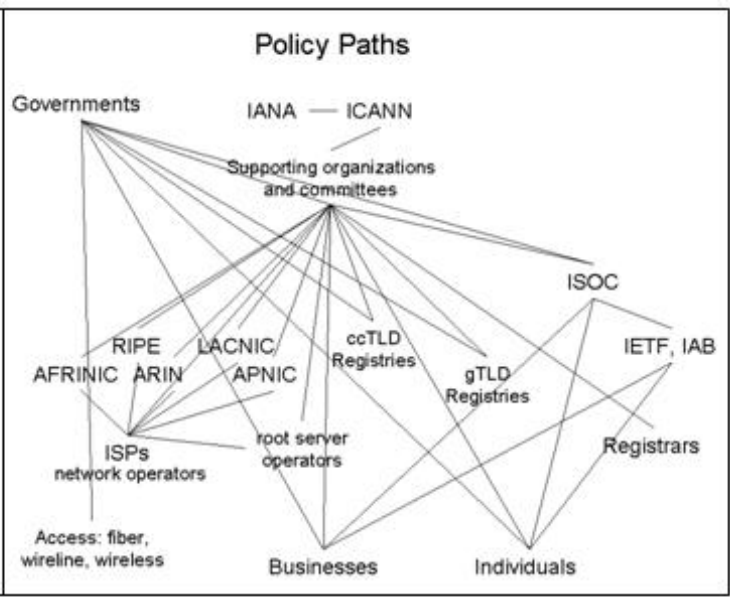 Policy Paths
Governments
IANA
ICANN
Supporting organizations
and committees
ISOC
RIPE
LACNIC
ccTLD
Registries
IETF, IAB
AFRINIC
ARIN
APNIC
gTLD
Registries
ISPs
network operators
root server
operators
Registrars
Access: fiber,
wireline, wireless
Businesses
Individuals